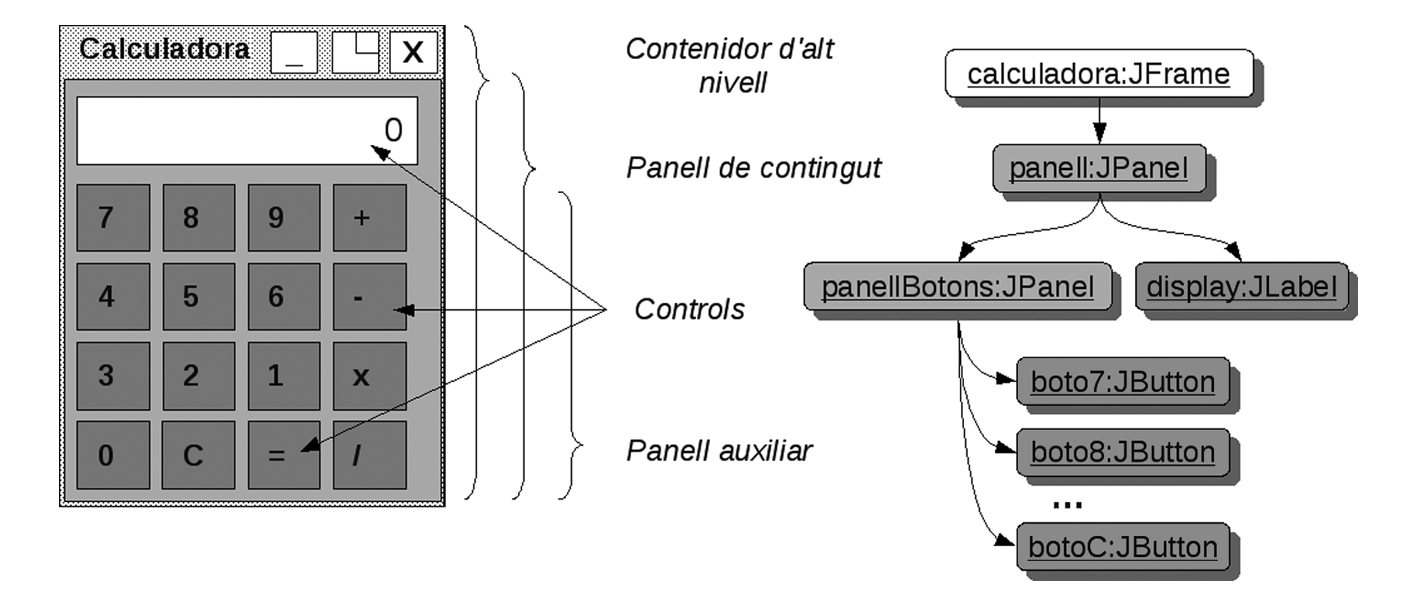 Calculadora _ X
0
7 8 9 +
4 5 6 -
3 2 1 x
0 C = /
Contenidor d'alt
nivell
Panell de contingut
Controls
Panell auxiliar
calculadora:JFrame
panell:JPanel
panellBotons:JPanel
display:JLabel
boto7:JButton
boto8:JButton
...
botoC:JButton